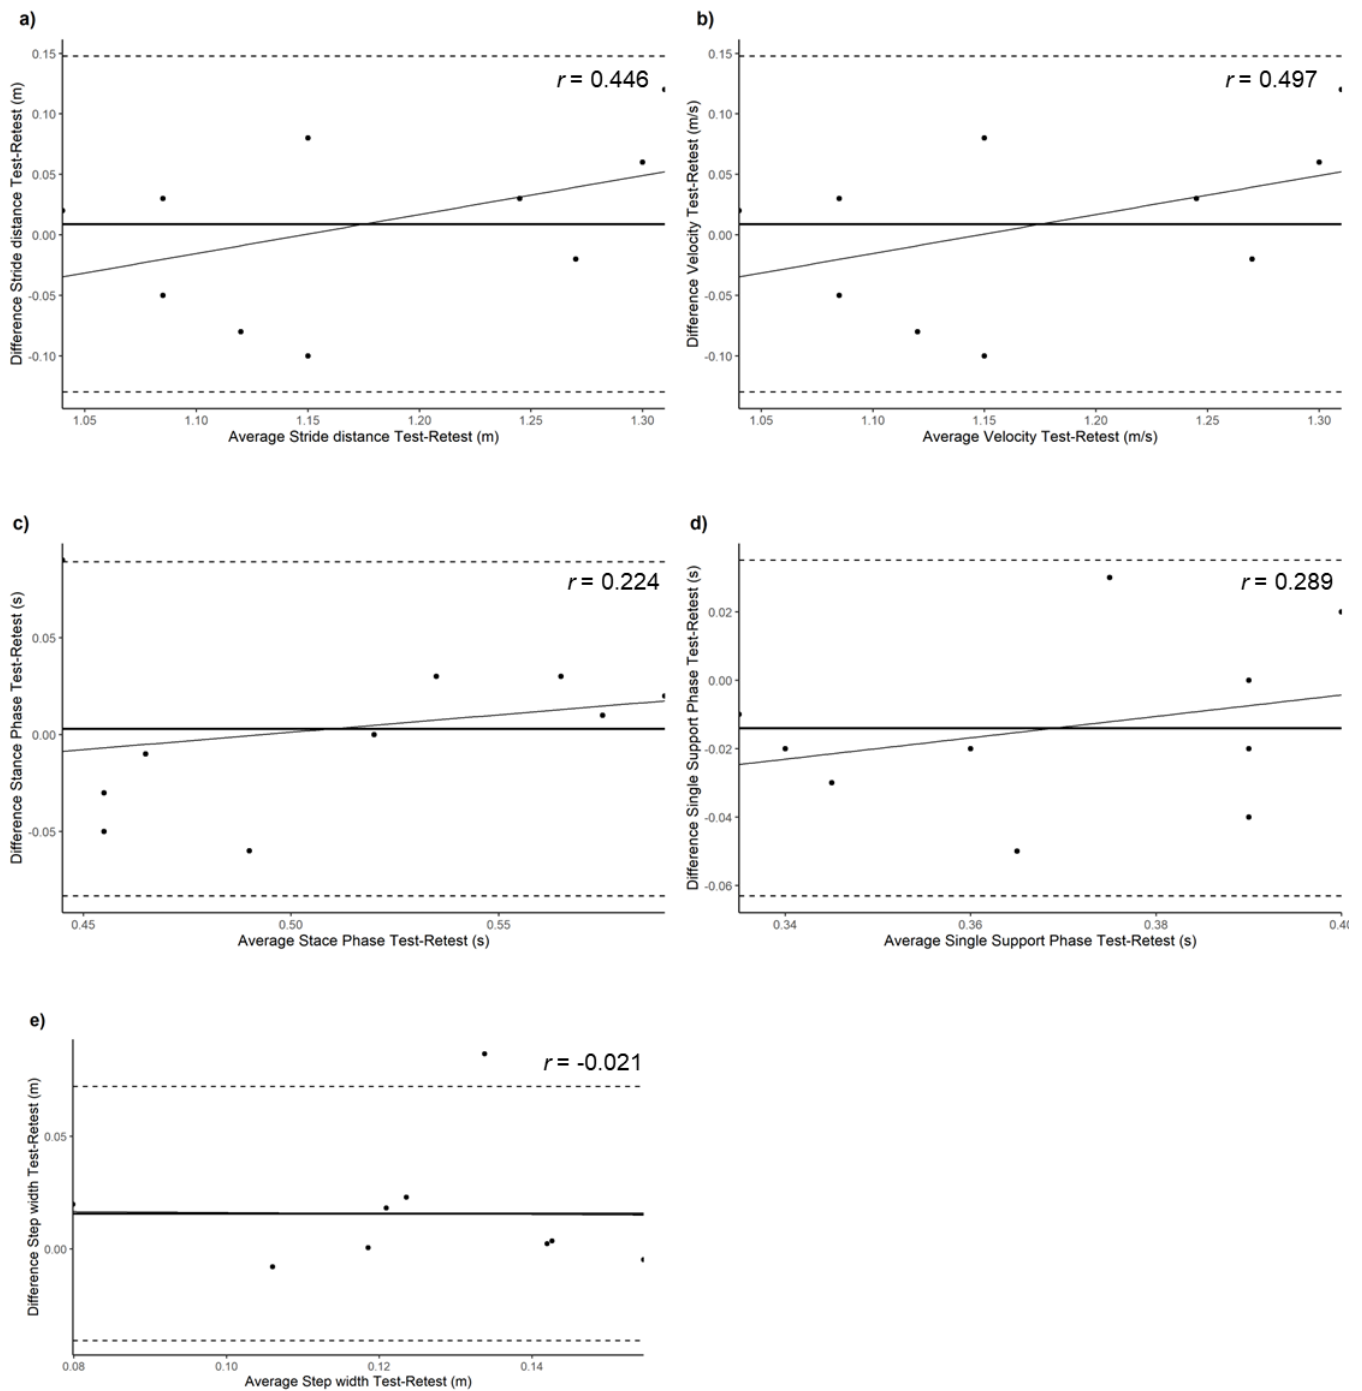 a)
Difference Stride distance Test-Retest (m)
0.15
0.10
0.05
0.00
-0.05
-0.10
r = 0.446
1.05 1.10 1.15 1.20 1.25 1.30
Average Stride distance Test-Retest (m)
b)
Difference Velocity Test-Retest (m/s)
0.15
0.10
0.05
0.00
-0.05
-0.10
r = 0.497
1.05 1.10 1.15 1.20 1.25 1.30
Average Velocity Test-Retest (m/s)
c)
Difference Stance Phase Test-Retest (s)
0.05
0.00
-0.05
r = 0.224
0.45 0.50 0.55
Average Stace Phase Test-Retest (s)
d)
Difference Single Support Phase Test-Retest (s)
0.02
0.00
-0.02
-0.04
-0.06
r = 0.289
0.34 0.36 0.38 0.40
Average Single Support Phase Test-Retest (s)
e)
Difference Step width Test-Retest (m)
0.05
0.00
r = -0.021
0.08 0.10 0.12 0.14
Average Step width Test-Retest (m)